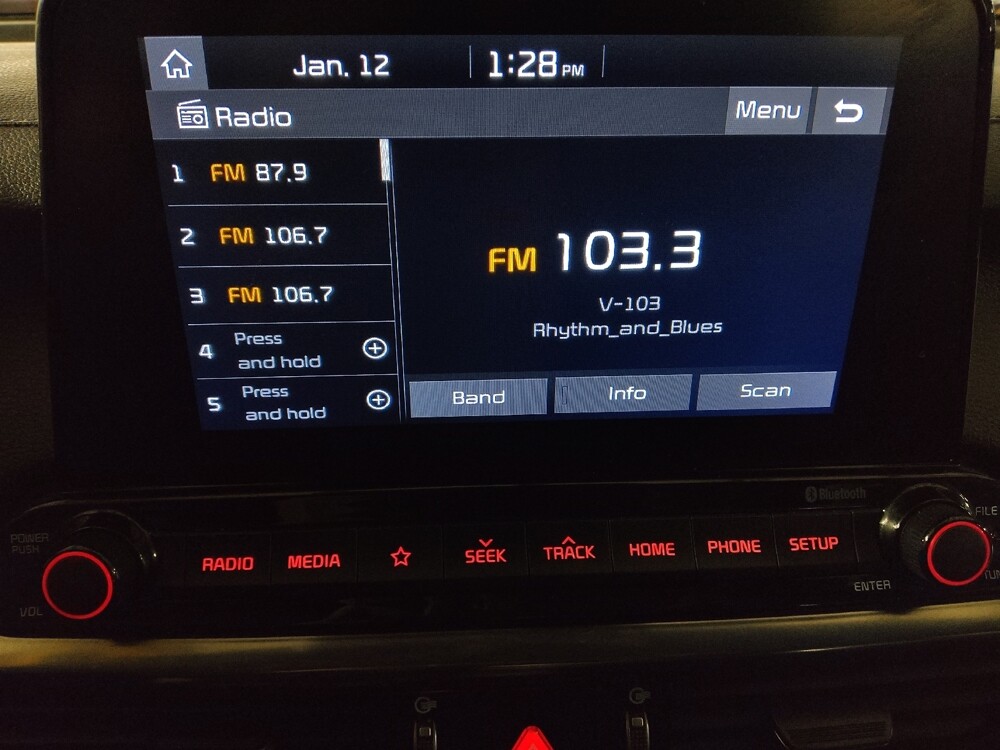 Jan. 12 1:28 PM
Radio Menu
1 FM 87.9
2 FM 106.7
3 FM 106.7
4 Press
and hold
5 Press
and hold
FM 103.3
V-103
Rhythm_and_Blues
Band Info Scan
Bluetooth
POWER
PUSH
VOL
RADIO MEDIA SEEK TRACK HOME PHONE SETUP
FILE
ENTER